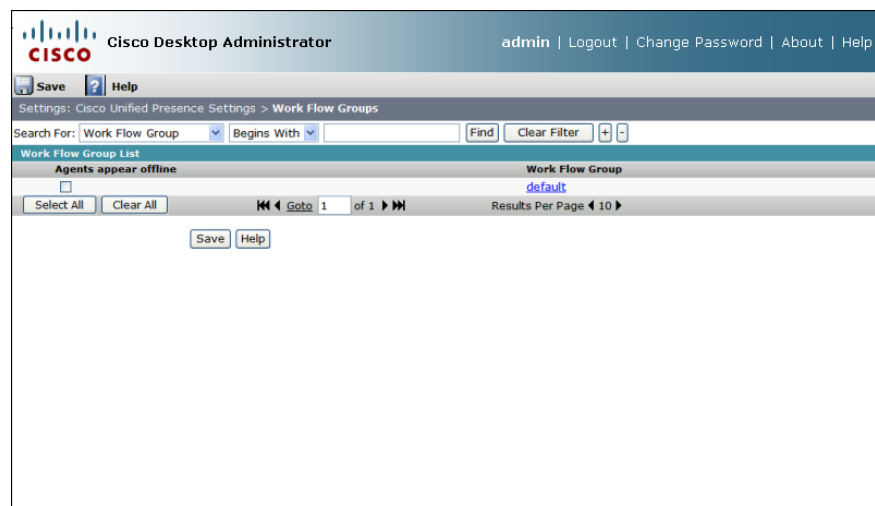 CISCO Cisco Desktop Administrator admin | Logout | Change Password | About | Help
Save ? Help
Settings: Cisco Unified Presence Settings > Work Flow Groups
Search For: Work Flow Group Begins With Find Clear Filter + -
Work Flow Group List
Agents appear offline Work Flow Group
default
Select All Clear All Goto 1 of 1 Results Per Page 10
Save Help